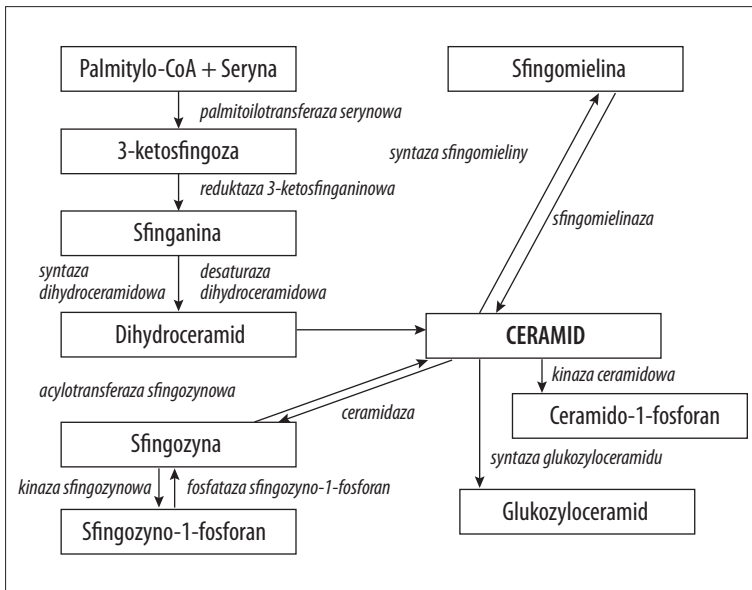 Palmitylo-CoA + Seryna
Sfingomielina
palmitoilotransferaza serynowa
3-ketosfingoza
syntaza sfingomieliny
reduktaza 3-ketosfinganinowa
sfingomielinaza
Sfinganina
syntaza
dihydroceramidowa
desaturaza
dihydroceramidowa
Dihydroceramid
CERAMID
kinaza ceramidowa
acylotransferaza sfingozynowa
ceramidaza
Ceramido-1-fosforan
Sfingozyna
syntaza glukozyloceramidu
kinaza sfingozynowa
fosfataza sfingozyno-1-fosforan
Glukozyloceramid
Sfingozyno-1-fosforan